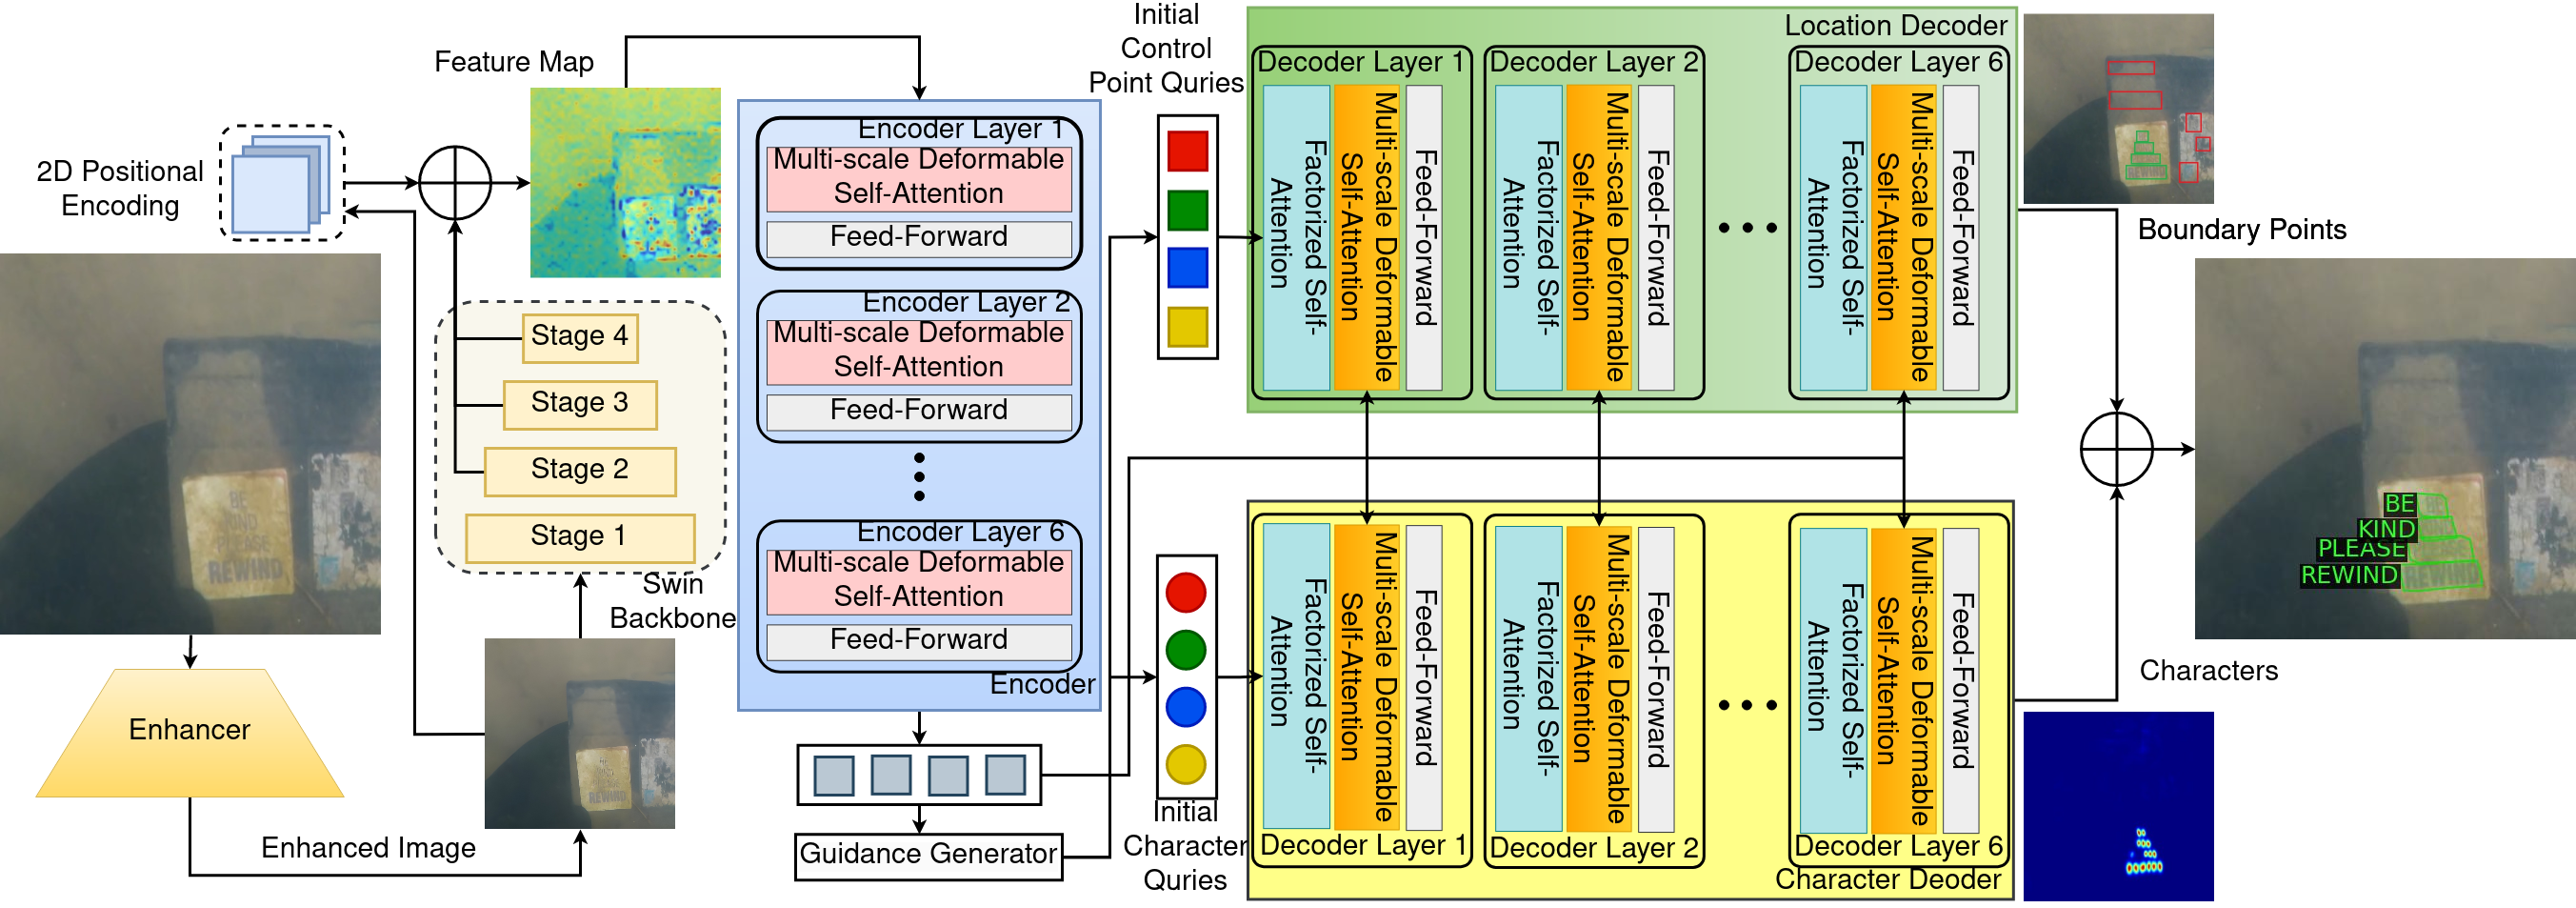 2D Positional
Encoding
Feature Map
BE
KIND
PLEASE
REWIND
Enhancer
Enhanced Image
REWIND
Stage 4
Stage 3
Stage 2
Stage 1
Swin
Backbone
Encoder Layer 1
Multi-scale Deformable
Self-Attention
Feed-Forward
Encoder Layer 2
Multi-scale Deformable
Self-Attention
Feed-Forward
Encoder Layer 6
Multi-scale Deformable
Self-Attention
Feed-Forward
Encoder
Guidance Generator
Initial
Control
Point Quries
Location Decoder
Decoder Layer 1
Factorized Self-
Attention
Multi-scale Deformable
Self-Attention
Feed-Forward
Decoder Layer 2
Factorized Self-
Attention
Multi-scale Deformable
Self-Attention
Feed-Forward
Decoder Layer 6
Factorized Self-
Attention
Multi-scale Deformable
Self-Attention
Feed-Forward
Initial
Character
Quries
Factorized Self-
Attention
Multi-scale Deformable
Self-Attention
Feed-Forward
Decoder Layer 1
Factorized Self-
Attention
Multi-scale Deformable
Self-Attention
Feed-Forward
Decoder Layer 2
Factorized Self-
Attention
Multi-scale Deformable
Self-Attention
Feed-Forward
Decoder Layer 6
Character Deoder
REWIND
Boundary Points
BE
KIND
PLEASE
REWIND
REWIND
Characters